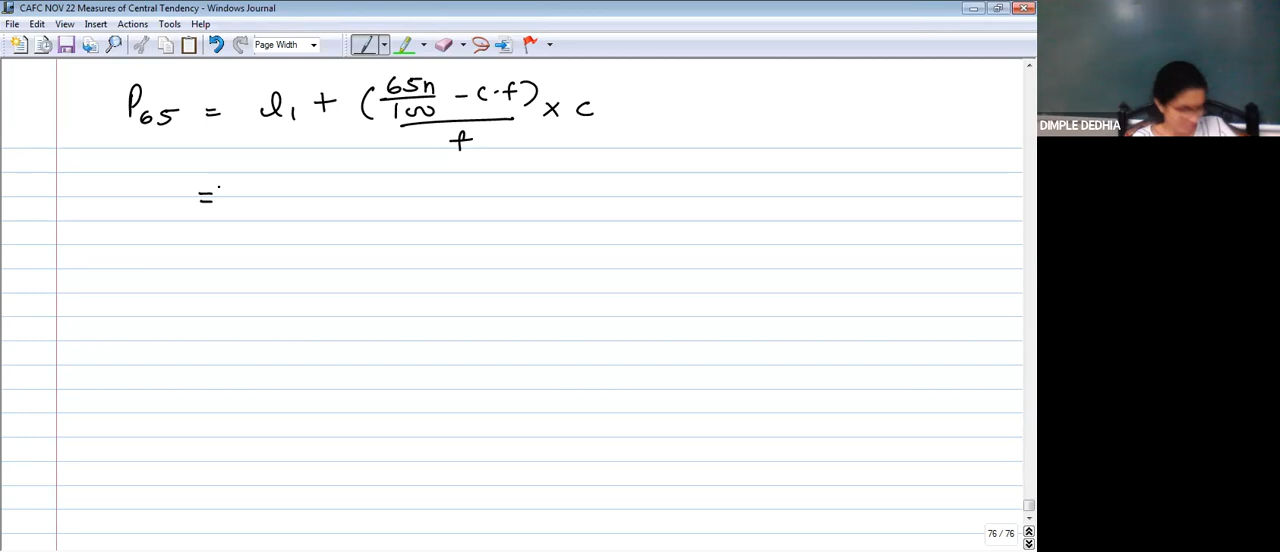 CAFC NOV 22 Measures of Central Tendency - Windows Journal
File Edit View Insert Actions Tools Help
Page Width
P65 = l1 + (65n/100 - c.f)/f × c
=
DIMPLE DEDHIA
76 / 76